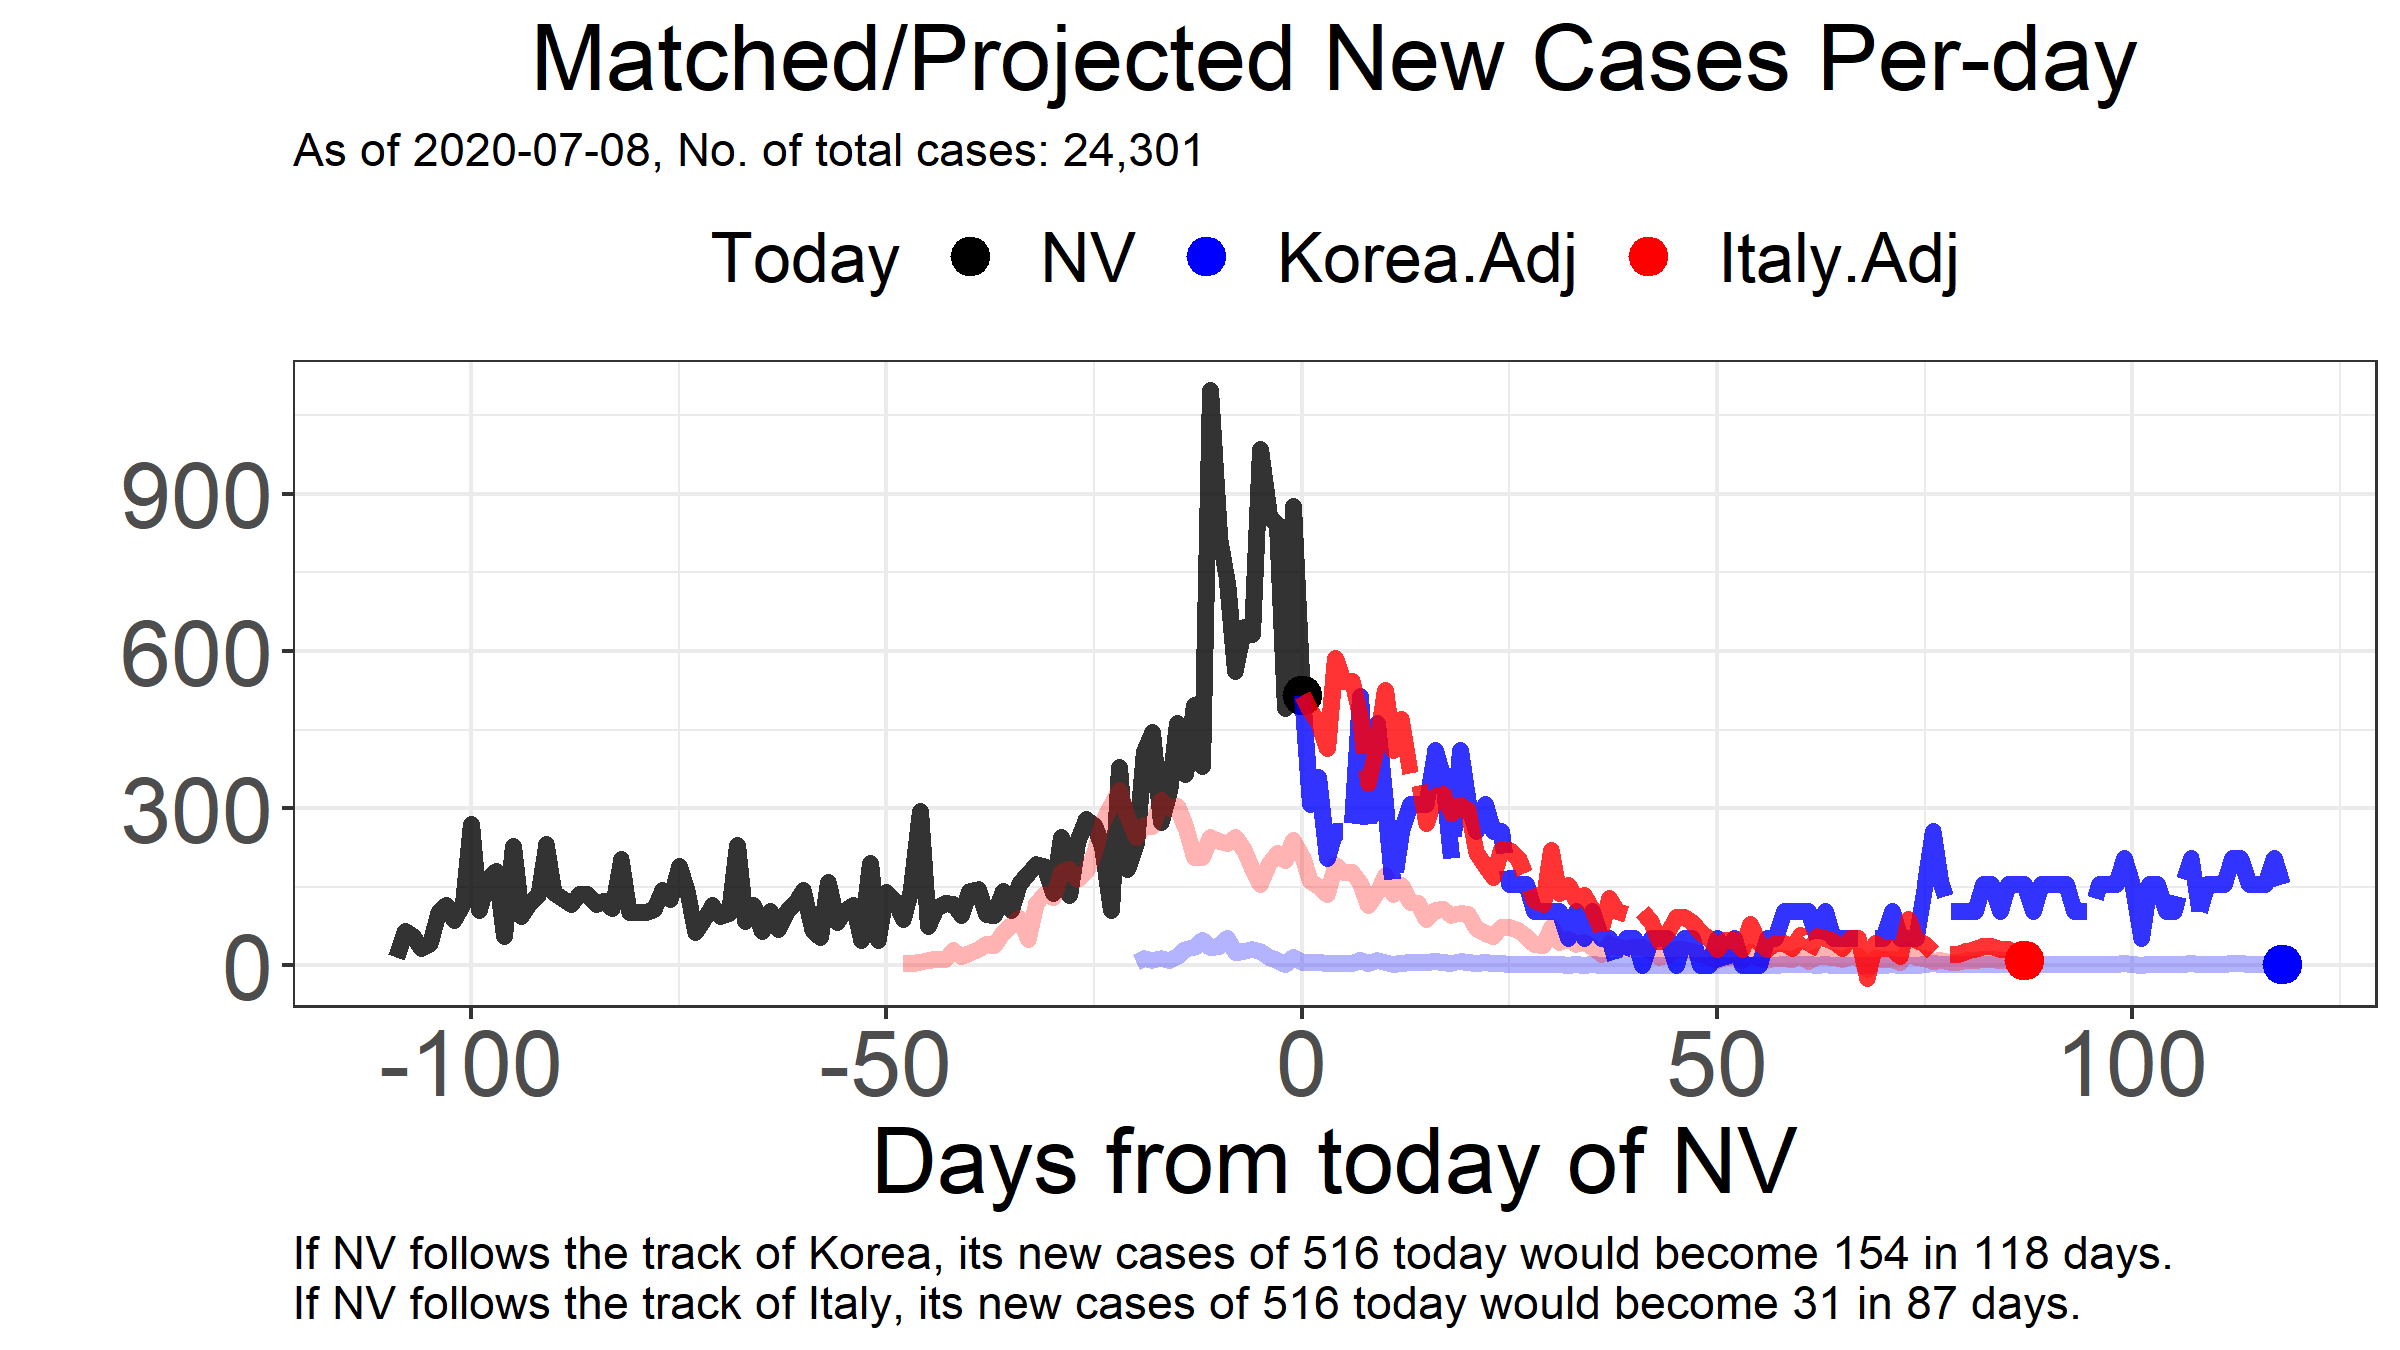 Matched/Projected New Cases Per-day
As of 2020-07-08, No. of total cases: 24,301
Today NV Korea.Adj Italy.Adj
900
600
300
0
-100 -50 0 50 100
Days from today of NV
If NV follows the track of Korea, its new cases of 516 today would become 154 in 118 days.
If NV follows the track of Italy, its new cases of 516 today would become 31 in 87 days.